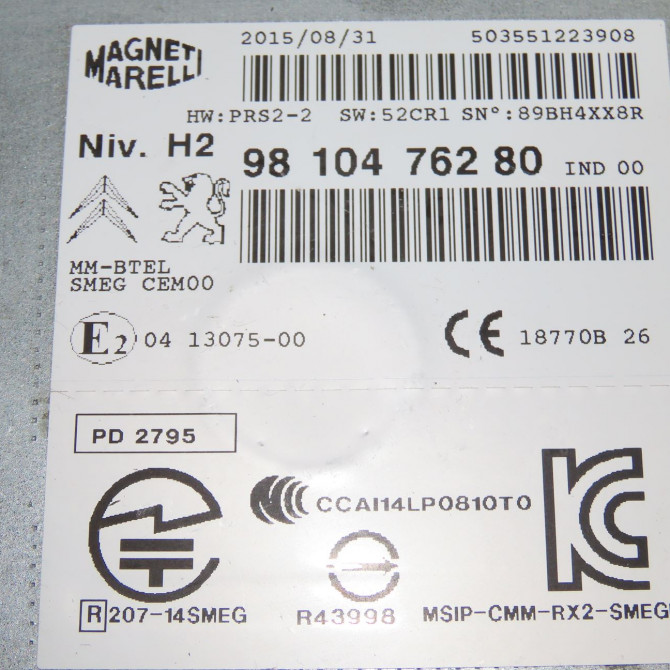 MAGNETI MARELLI
2015/08/31 503551223908
HW:PRS2-2 SW:52CR1 SN°:89BH4XX8R
Niv. H2
98 104 762 80 IND 00
MM-BTEL
SMEG CEM00
E2 04 13075-00 CE 18770B 26
PD 2795
CCAI14LP0810T0
R 207-14SMEG R43998 MSIP-CMM-RX2-SMEG